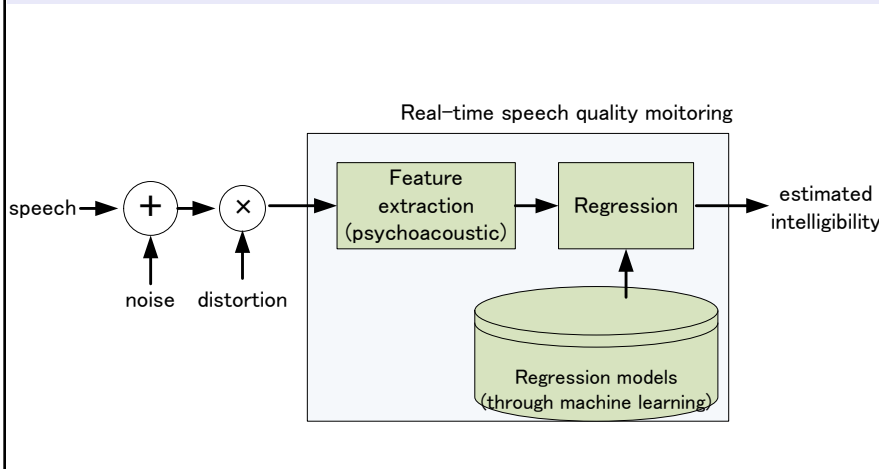 Real-time speech quality moitoring
speech
+
×
noise
distortion
Feature
extraction
(psychoacoustic)
Regression
estimated
intelligibility
Regression models
(through machine learning)